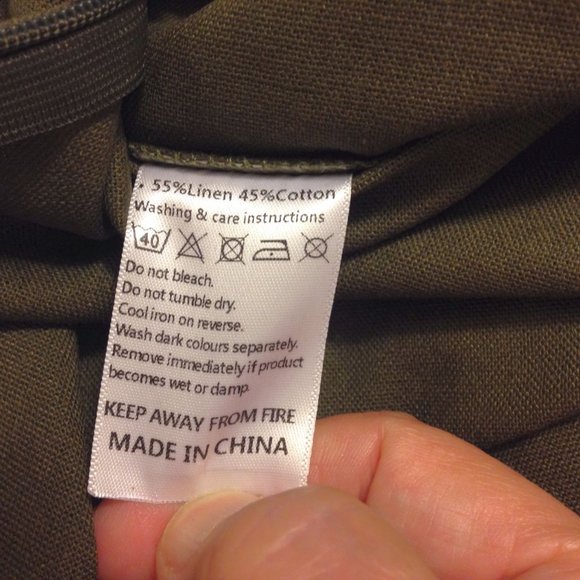 . 55%Linen 45%Cotton
Washing & care instructions
40
Do not bleach.
Do not tumble dry.
Cool iron on reverse.
Wash dark colours separately.
Remove immediately if product
becomes wet or damp.
KEEP AWAY FROM FIRE
MADE IN CHINA